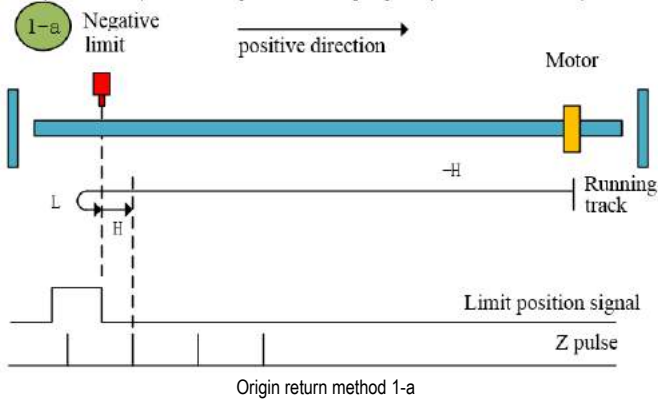 1-a
Negative
limit
positive direction
Motor
-H
Running
track
L
H
Limit position signal
Z pulse
Origin return method 1-a